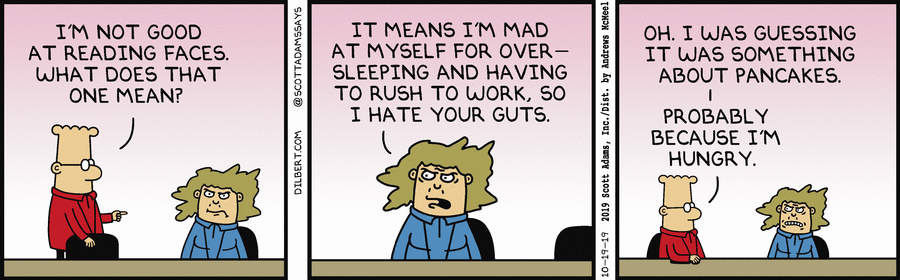 I'M NOT GOOD
AT READING FACES.
WHAT DOES THAT
ONE MEAN?
DILBERT.COM @SCOTTADAMSSAYS
IT MEANS I'M MAD
AT MYSELF FOR OVER-
SLEEPING AND HAVING
TO RUSH TO WORK, SO
I HATE YOUR GUTS.
10-19-19 2019 Scott Adams, Inc./Dist. by Andrews McMeel
OH. I WAS GUESSING
IT WAS SOMETHING
ABOUT PANCAKES.
PROBABLY
BECAUSE I'M
HUNGRY.